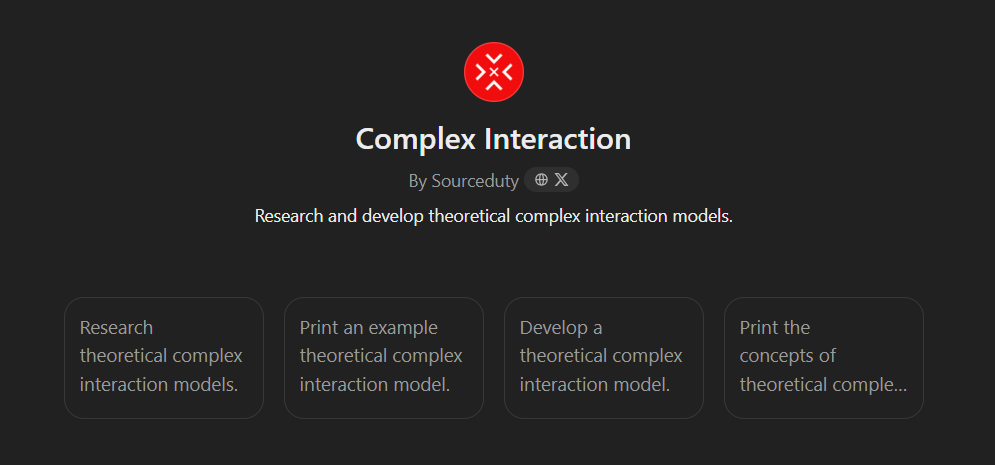 Complex Interaction
By Sourceduty
Research and develop theoretical complex interaction models.
Research
theoretical complex
interaction models.
Print an example
theoretical complex
interaction model.
Develop a
theoretical complex
interaction model.
Print the
concepts of
theoretical comple...